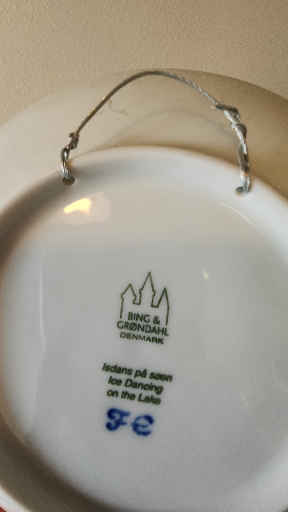 BING &
GRØNDAHL
DENMARK
Isdans på søen
Ice Dancing
on the Lake